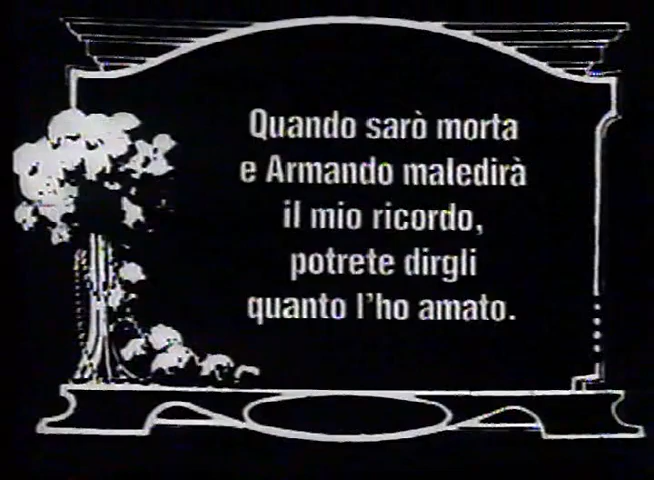 Quando sarò morta
e Armando maledirà
il mio ricordo,
potrete dirgli
quanto l'ho amato.